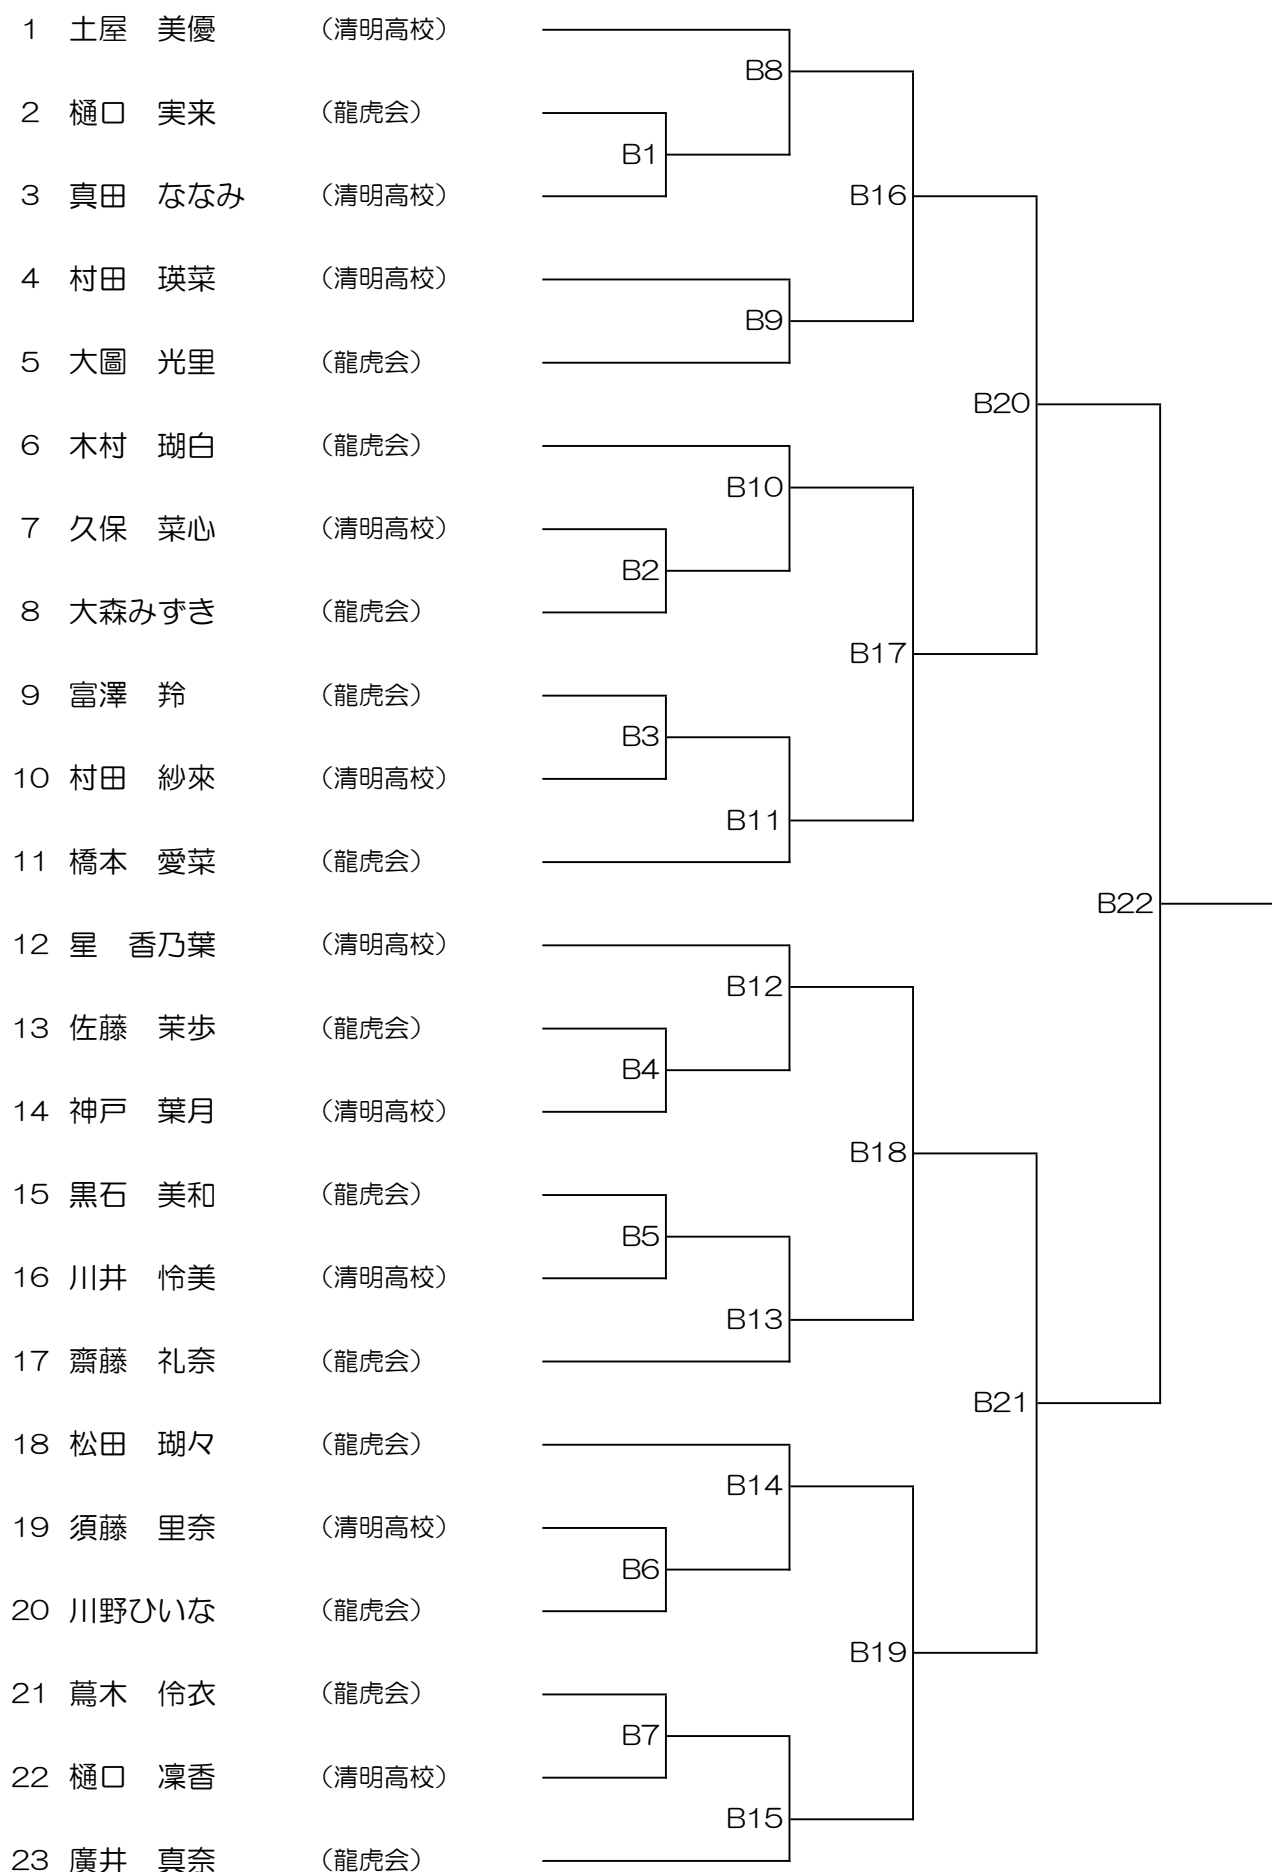 1 土屋　美優 （清明高校）
B8
2 樋口　実来 （龍虎会）
B1
3 真田　ななみ （清明高校）
B16
4 村田　瑛菜 （清明高校）
B9
5 大圖　光里 （龍虎会）
B20
6 木村　瑚白 （龍虎会）
B10
7 久保　菜心 （清明高校）
B2
8 大森みずき （龍虎会）
B17
9 富澤　羚 （龍虎会）
B3
10 村田　紗來 （清明高校）
B11
11 橋本　愛菜 （龍虎会）
B22
12 星　香乃葉 （清明高校）
B12
13 佐藤　茉歩 （龍虎会）
B4
14 神戸　葉月 （清明高校）
B18
15 黒石　美和 （龍虎会）
B5
16 川井　怜美 （清明高校）
B13
17 齋藤　礼奈 （龍虎会）
B21
18 松田　瑚々 （龍虎会）
B14
19 須藤　里奈 （清明高校）
B6
20 川野ひいな （龍虎会）
B19
21 蔦木　伶衣 （龍虎会）
B7
22 樋口　凜香 （清明高校）
B15
23 廣井　真奈 （龍虎会）